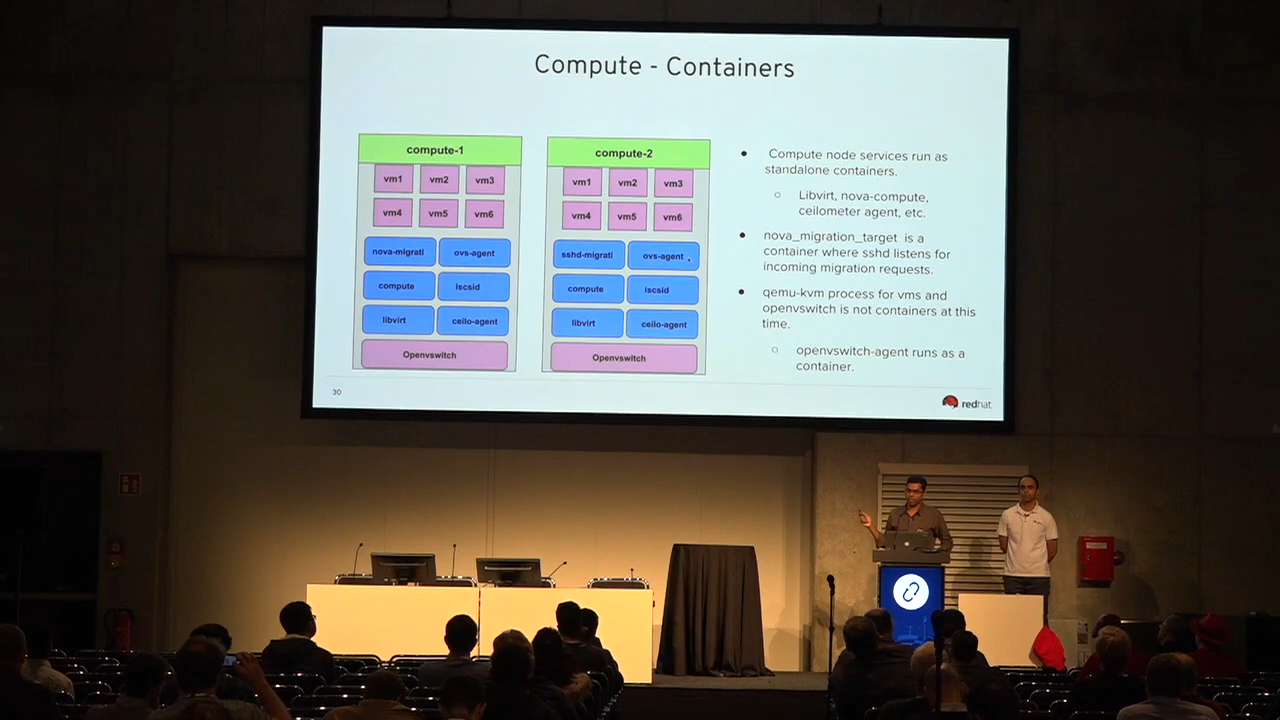 Compute - Containers
compute-1
vm1 vm2 vm3
vm4 vm5 vm6
nova-migrati ovs-agent
compute iscsid
libvirt ceilo-agent
Openvswitch
compute-2
vm1 vm2 vm3
vm4 vm5 vm6
sshd-migrati ovs-agent
compute iscsid
libvirt ceilo-agent
Openvswitch
• Compute node services run as
standalone containers.
○ Libvirt, nova-compute,
ceilometer agent, etc.
• nova_migration_target is a
container where sshd listens for
incoming migration requests.
• qemu-kvm process for vms and
openvswitch is not containers at this
time.
○ openvswitch-agent runs as a
container.
30
redhat